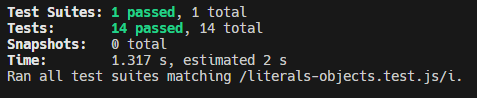 Test Suites: 1 passed, 1 total
Tests:       14 passed, 14 total
Snapshots:   0 total
Time:        1.317 s, estimated 2 s
Ran all test suites matching /literals-objects.test.js/i.